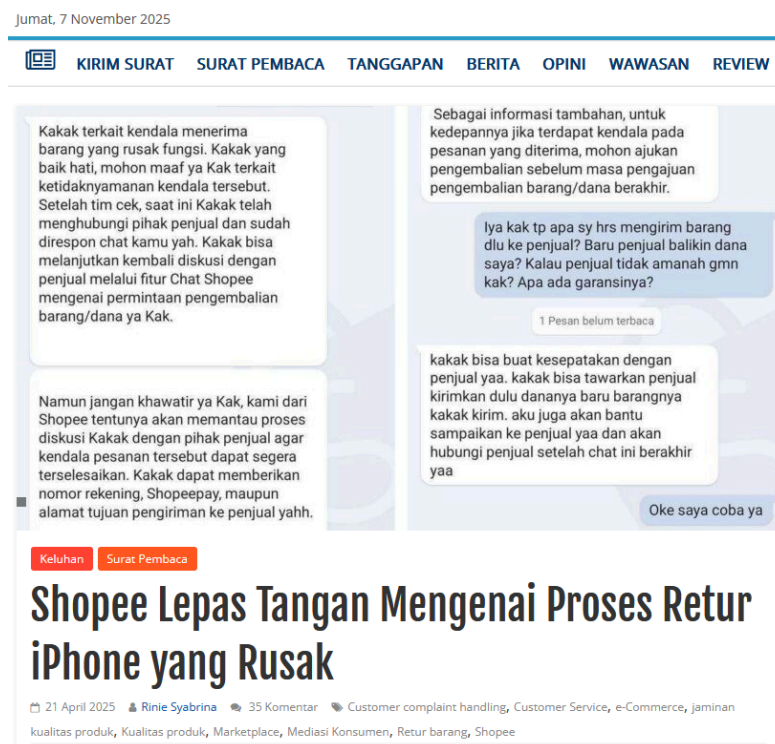 Jumat, 7 November 2025
KIRIM SURAT SURAT PEMBACA TANGGAPAN BERITA OPINI WAWASAN REVIEW
Kakak terkait kendala menerima
barang yang rusak fungsi. Kakak yang
baik hati, mohon maaf ya Kak terkait
ketidaknyamanan kendala tersebut.
Setelah tim cek, saat ini Kakak telah
menghubungi pihak penjual dan sudah
direspon chat kamu yah. Kakak bisa
melanjutkan kembali diskusi dengan
penjual melalui fitur Chat Shopee
mengenai permintaan pengembalian
barang/dana ya Kak.
Namun jangan khawatir ya Kak, kami dari
Shopee tentunya akan memantau proses
diskusi Kakak dengan pihak penjual agar
kendala pesanan tersebut dapat segera
terselesaikan. Kakak dapat memberikan
nomor rekening, Shopeepay, maupun
alamat tujuan pengiriman ke penjual yahh.
Sebagai informasi tambahan, untuk
kedepannya jika terdapat kendala pada
pesanan yang diterima, mohon ajukan
pengembalian sebelum masa pengajuan
pengembalian barang/dana berakhir.
Iya kak tp apa sy hrs mengirim barang
dlu ke penjual? Baru penjual balikin dana
saya? Kalau penjual tidak amanah gmn
kak? Apa ada garansinya?
1 Pesan belum terbaca
kakak bisa buat kesepatakan dengan
penjual yaa. kakak bisa tawarkan penjual
kirimkan dulu dananya baru barangnya
kakak kirim. aku juga akan bantu
sampaikan ke penjual yaa dan akan
hubungi penjual setelah chat ini berakhir
yaa
Oke saya coba ya
Keluhan Surat Pembaca
Shopee Lepas Tangan Mengenai Proses Retur
iPhone yang Rusak
21 April 2025 Rinie Syabrina 35 Komentar Customer complaint handling, Customer Service, e-Commerce, jaminan
kualitas produk, Kualitas produk, Marketplace, Mediasi Konsumen, Retur barang, Shopee